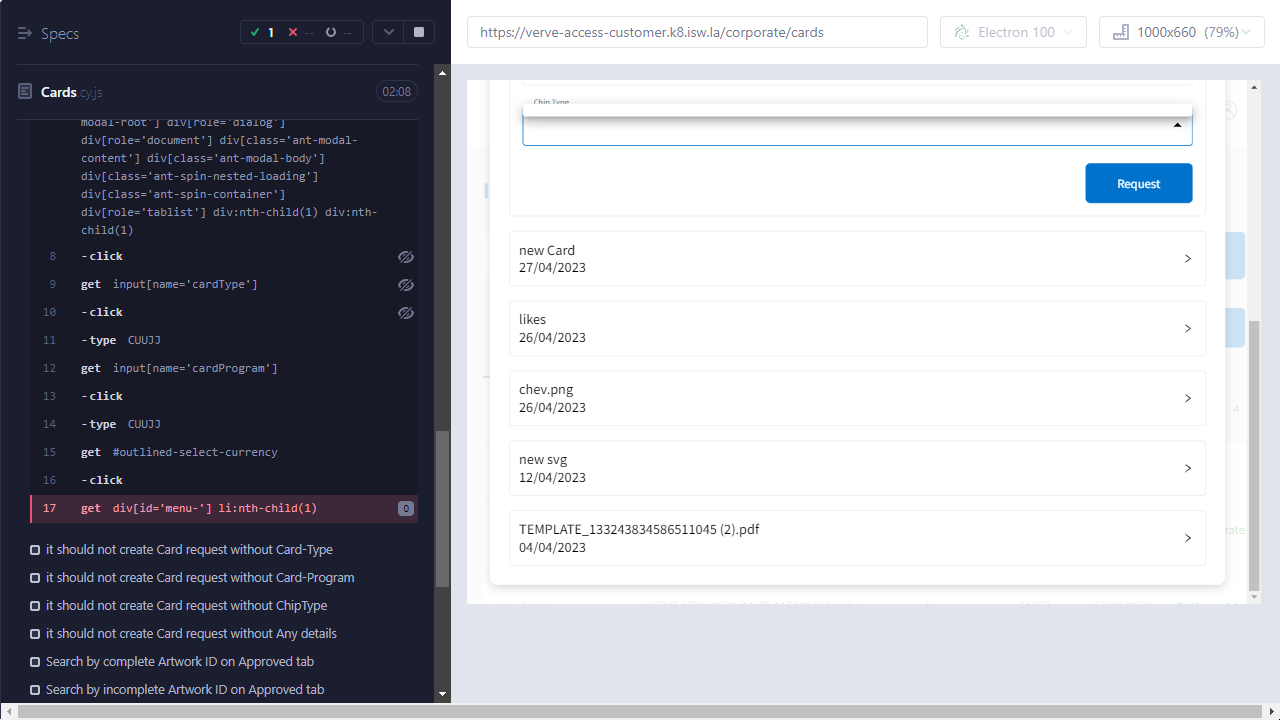 Specs
1
--
--
https://verve-access-customer.k8.isw.la/corporate/cards
Electron 100
1000x660 (79%)
Cards.cy.js
02:08
modal-root'] div[role='dialog']
div[role='document'] div[class='ant-modal-
content'] div[class='ant-modal-body']
div[class='ant-spin-nested-loading']
div[class='ant-spin-container']
div[role='tablist'] div:nth-child(1) div:nth-
child(1)
8 -click
9 get input[name='cardType']
10 -click
11 -type CUUJJ
12 get input[name='cardProgram']
13 -click
14 -type CUUJJ
15 get #outlined-select-currency
16 -click
17 get div[id='menu-'] li:nth-child(1) 0
it should not create Card request without Card-Type
it should not create Card request without Card-Program
it should not create Card request without ChipType
it should not create Card request without Any details
Search by complete Artwork ID on Approved tab
Search by incomplete Artwork ID on Approved tab
Chip Type
Request
new Card
27/04/2023
likes
26/04/2023
chev.png
26/04/2023
4
new svg
12/04/2023
TEMPLATE_133243834586511045 (2).pdf
04/04/2023